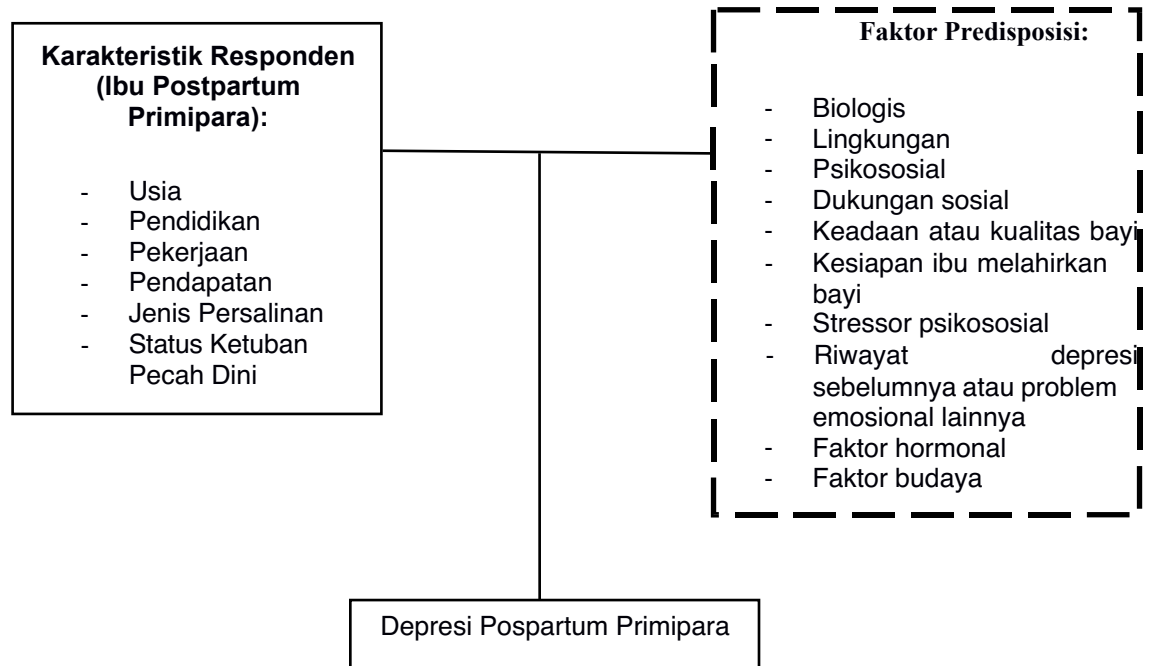 Karakteristik Responden
(Ibu Postpartum
Primipara):
- Usia
- Pendidikan
- Pekerjaan
- Pendapatan
- Jenis Persalinan
- Status Ketuban
Pecah Dini
Faktor Predisposisi:
- Biologis
- Lingkungan
- Psikososial
- Dukungan sosial
- Keadaan atau kualitas bayi
- Kesiapan ibu melahirkan
bayi
- Stressor psikososial
- Riwayat depresi
sebelumnya atau problem
emosional lainnya
- Faktor hormonal
- Faktor budaya
Depresi Pospartum Primipara